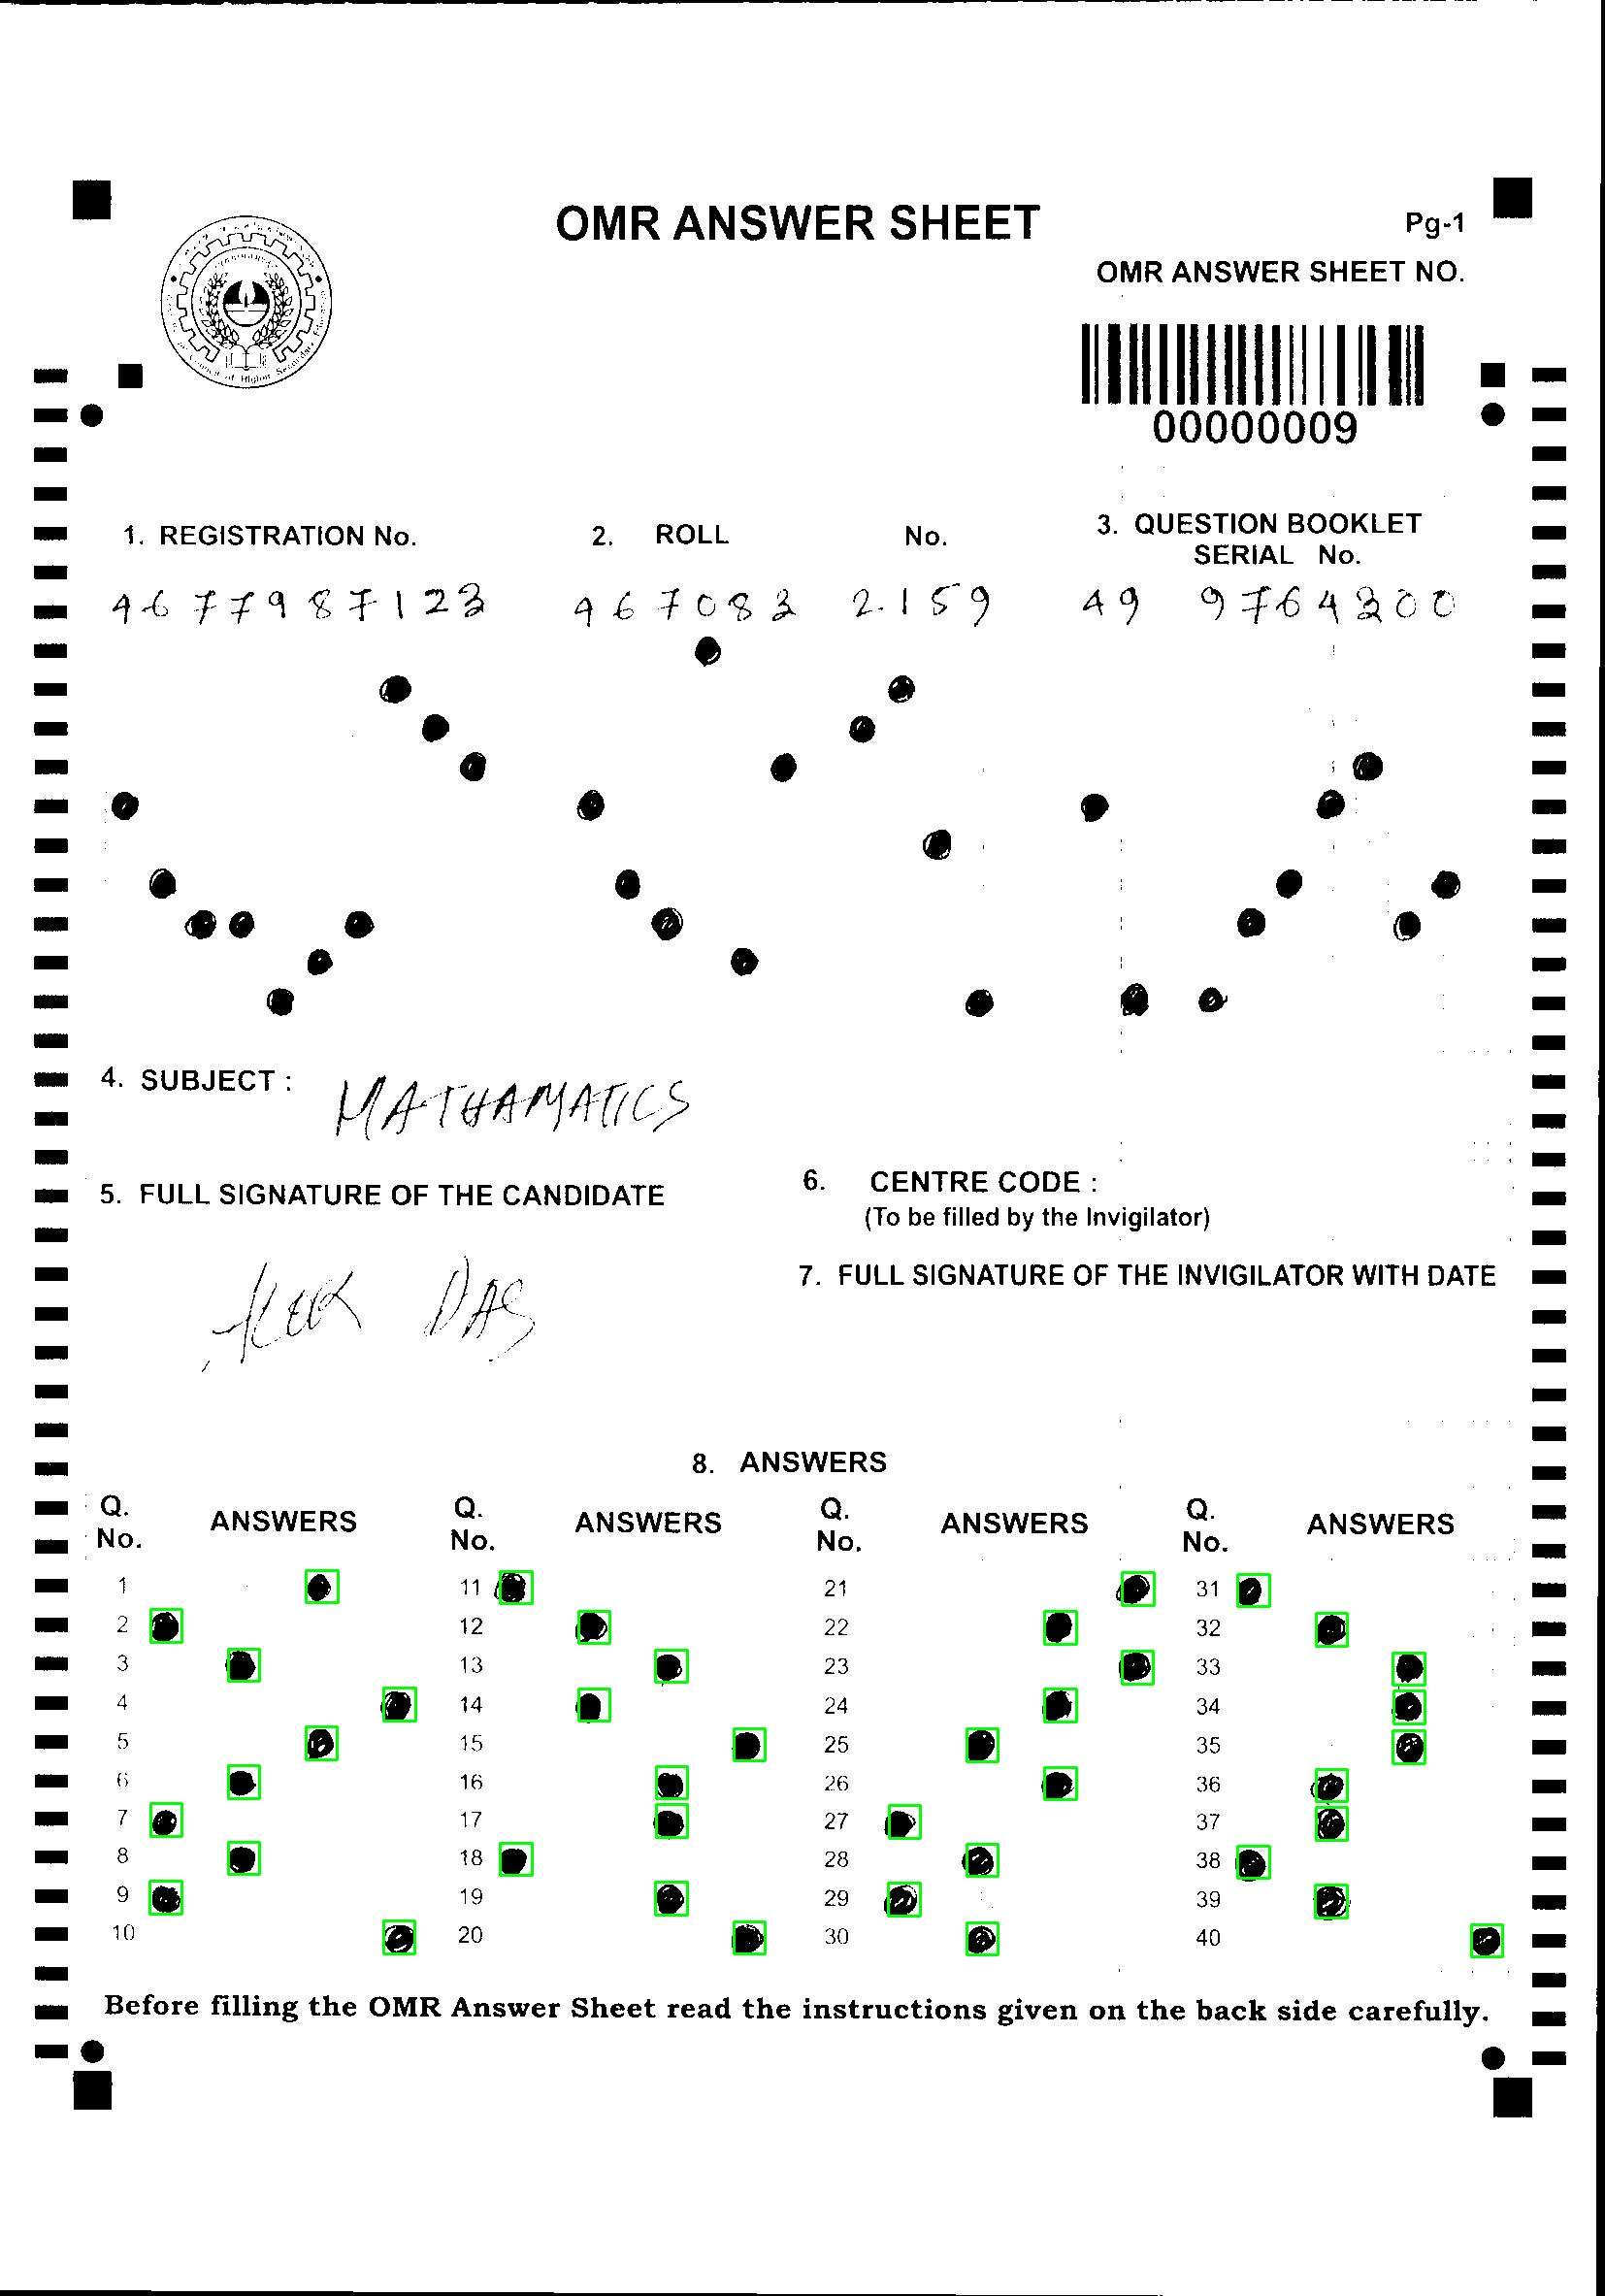 OMR ANSWER SHEET
Pg-1
OMR ANSWER SHEET NO.
00000009
1. REGISTRATION No.
2. ROLL No.
3. QUESTION BOOKLET
SERIAL No.
4677987123
467083 2159
49 9764300
4. SUBJECT :
MATHAMATICS
5. FULL SIGNATURE OF THE CANDIDATE
6. CENTRE CODE :
(To be filled by the Invigilator)
7. FULL SIGNATURE OF THE INVIGILATOR WITH DATE
DAS
8. ANSWERS
Q. No. ANSWERS Q. No. ANSWERS Q. No. ANSWERS Q. No. ANSWERS
1 11 21 31
2 12 22 32
3 13 23 33
4 14 24 34
5 15 25 35
6 16 26 36
7 17 27 37
8 18 28 38
9 19 29 39
10 20 30 40
Before filling the OMR Answer Sheet read the instructions given on the back side carefully.